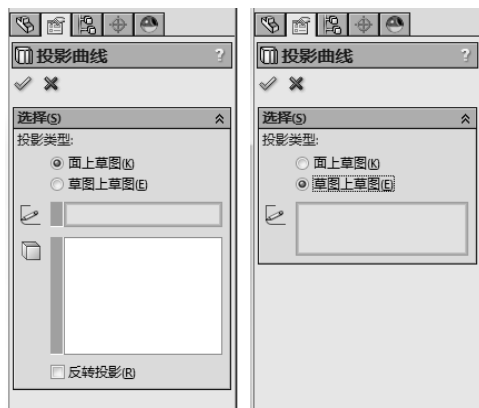 投影曲线 ?
选择(S)
投影类型:
面上草图(K)
草图上草图(E)
反转投影(R)
投影曲线 ?
选择(S)
投影类型:
面上草图(K)
草图上草图(E)